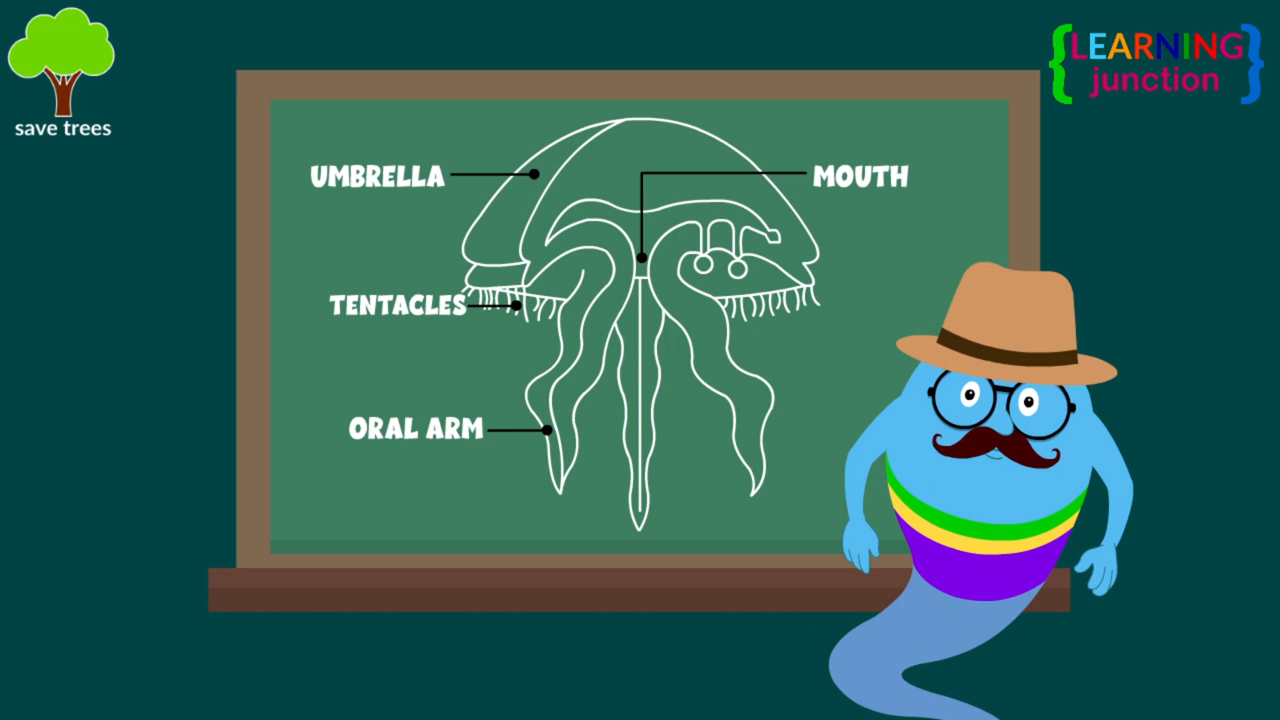 save trees
{LEARNING}
junction
UMBRELLA
MOUTH
TENTACLES
ORAL ARM